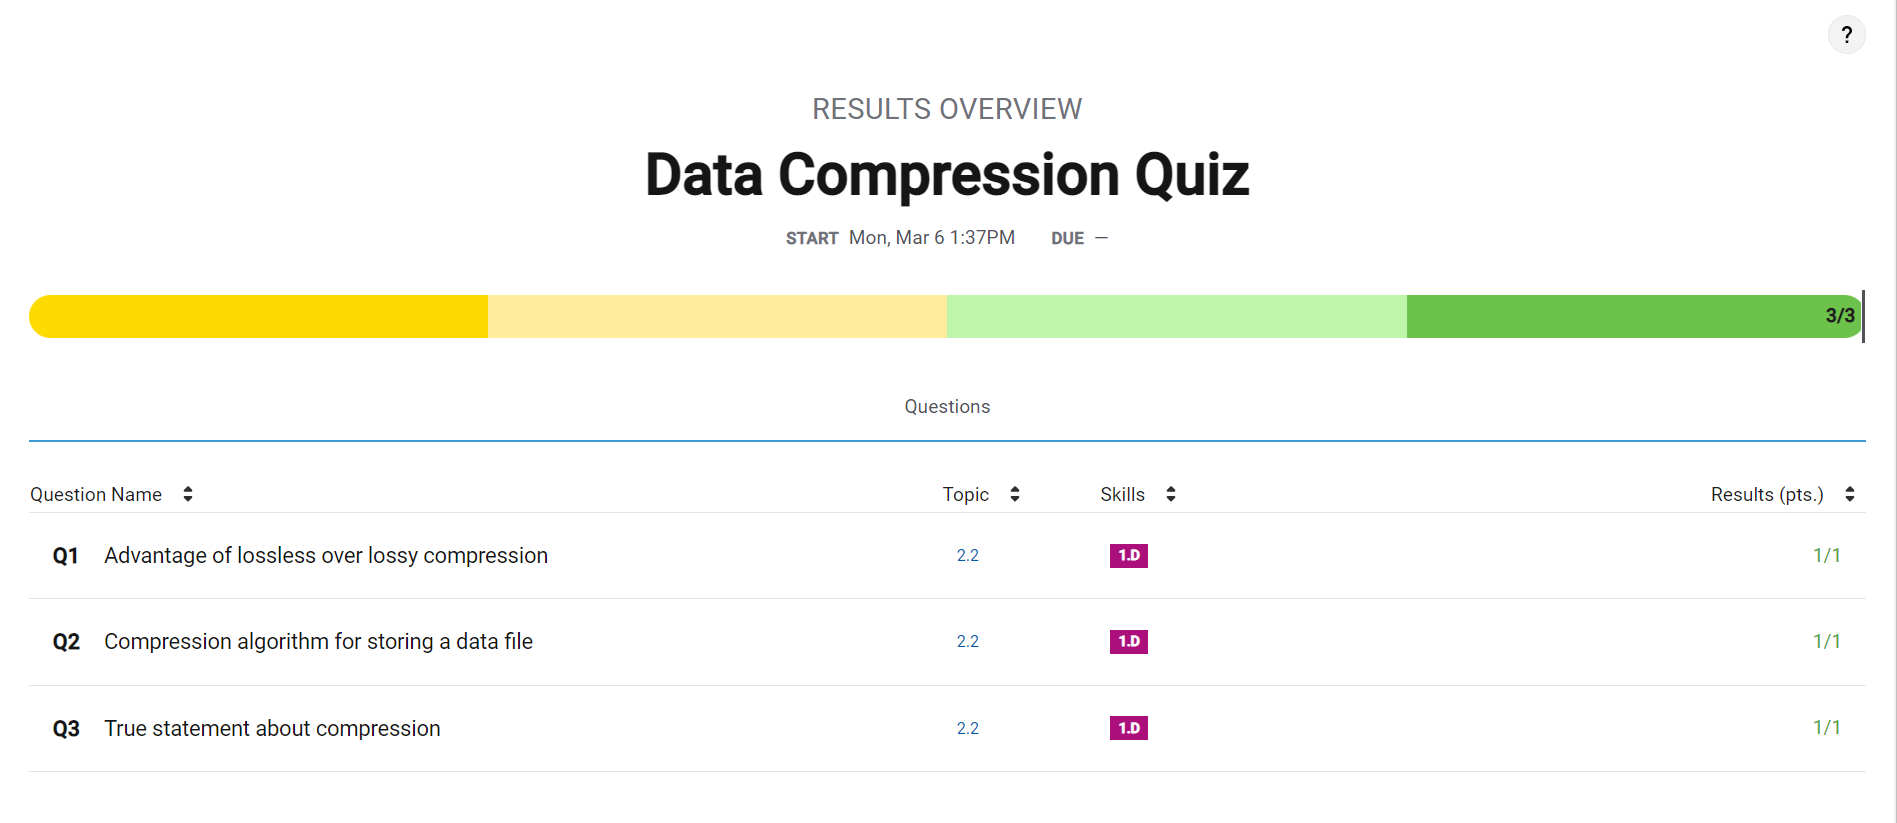 ?
RESULTS OVERVIEW
Data Compression Quiz
START Mon, Mar 6 1:37PM DUE —
3/3
Questions
Question Name Topic Skills Results (pts.)
Q1 Advantage of lossless over lossy compression 2.2 1.D 1/1
Q2 Compression algorithm for storing a data file 2.2 1.D 1/1
Q3 True statement about compression 2.2 1.D 1/1